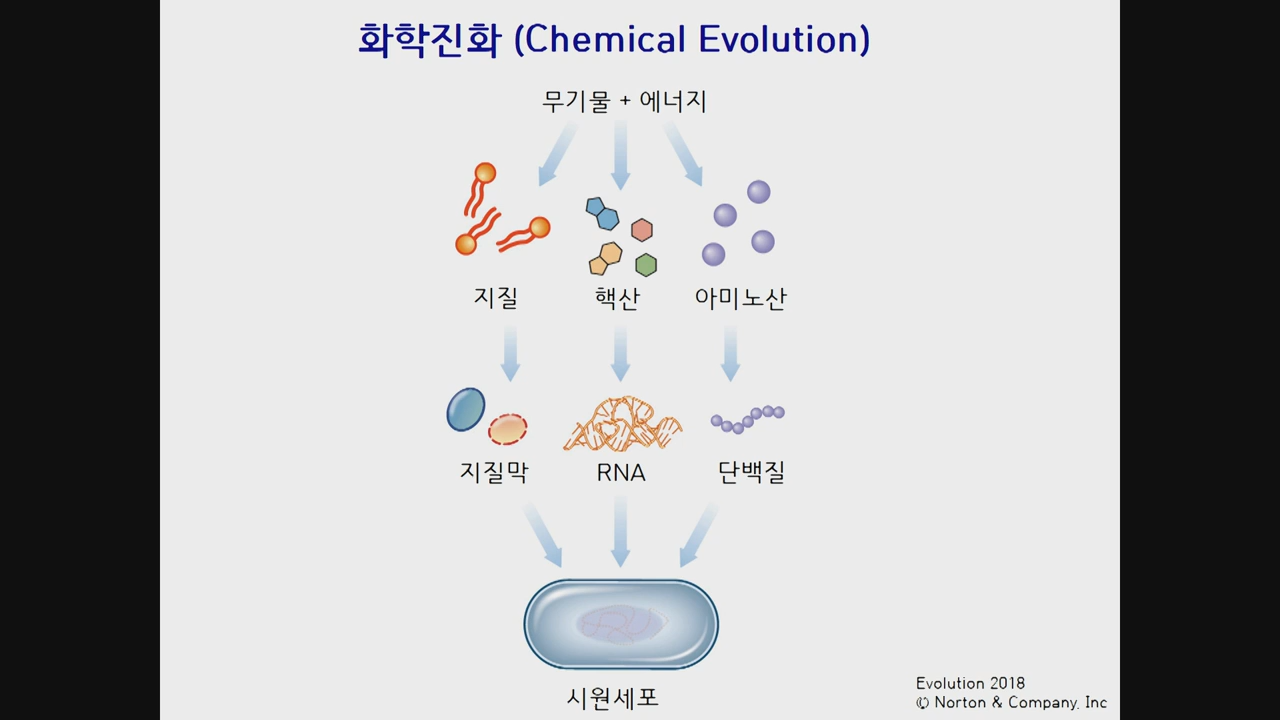 화학진화 (Chemical Evolution)
무기물 + 에너지
지질 핵산 아미노산
지질막 RNA 단백질
시원세포
Evolution 2018
© Norton & Company, Inc